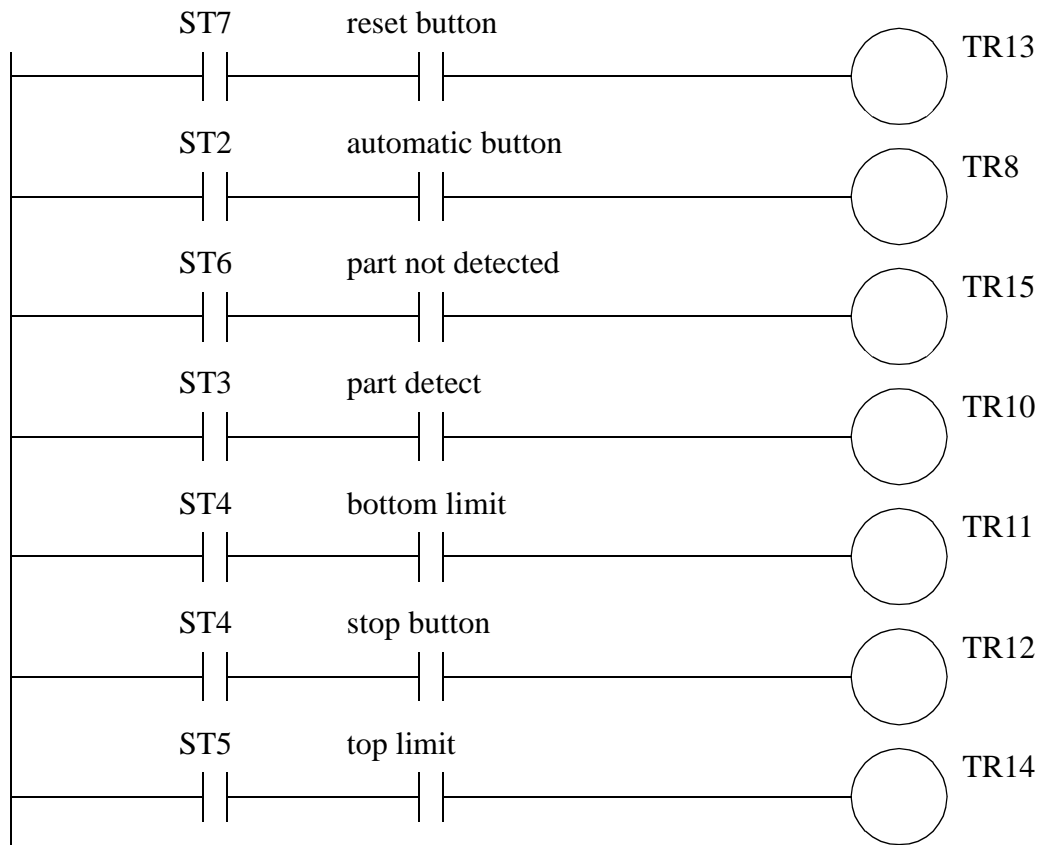 ST7 reset button
TR13
ST2 automatic button
TR8
ST6 part not detected
TR15
ST3 part detect
TR10
ST4 bottom limit
TR11
ST4 stop button
TR12
ST5 top limit
TR14